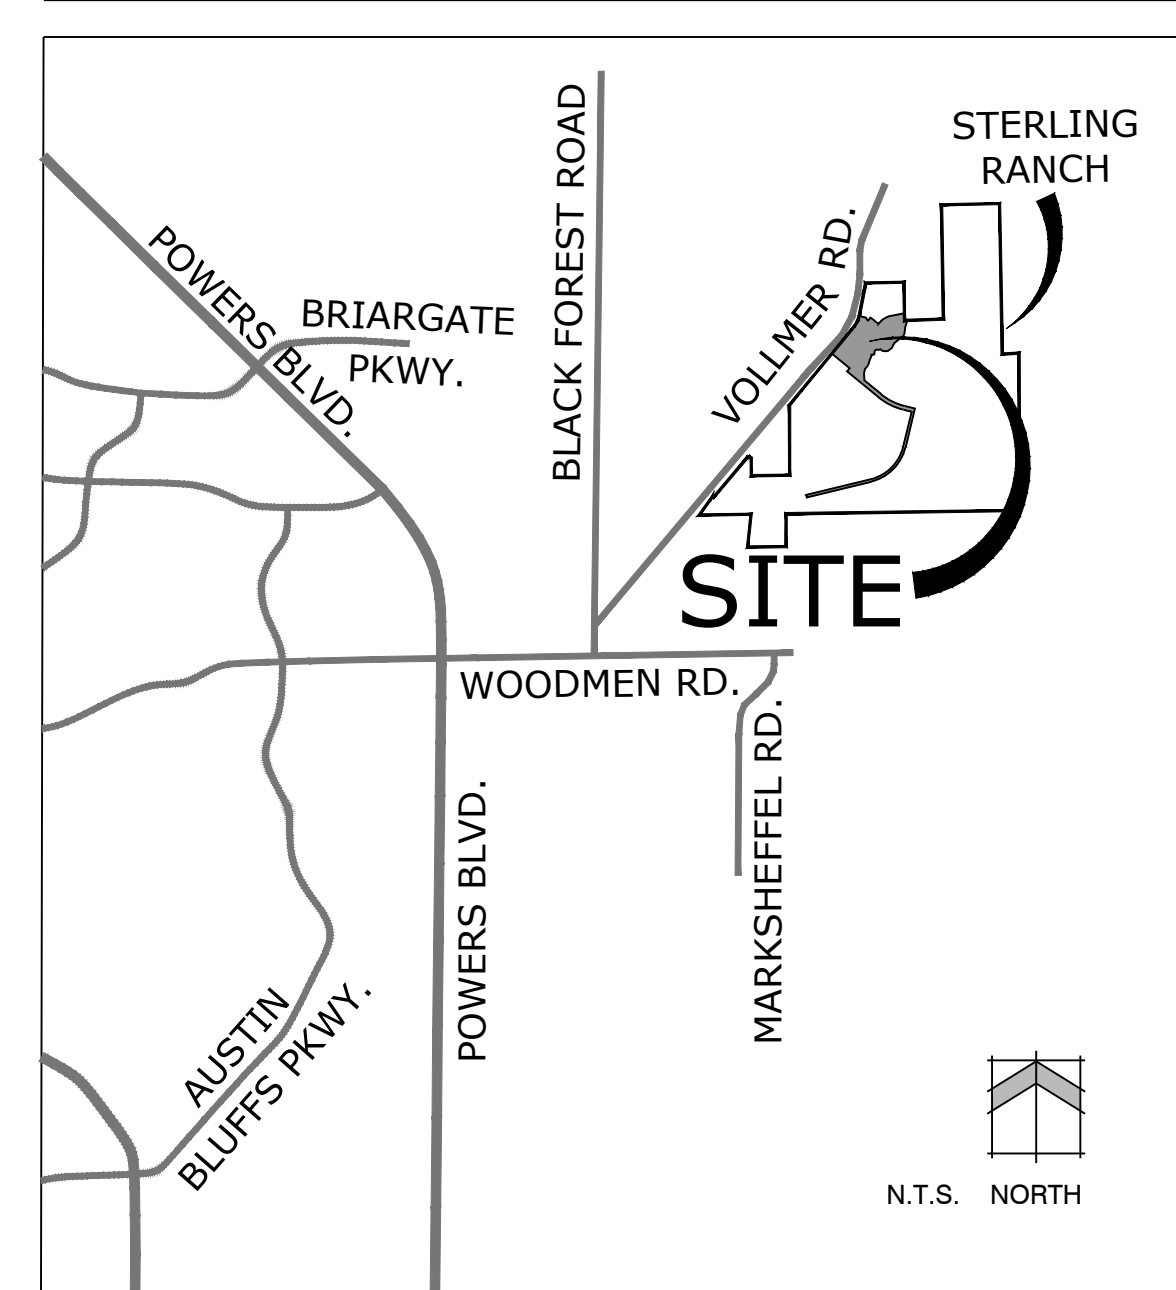 STERLING
RANCH
BLACK FOREST ROAD
VOLLMER RD.
POWERS BLVD.
BRIARGATE
PKWY.
SITE
WOODMEN RD.
MARKSHEFFEL RD.
POWERS BLVD.
AUSTIN
BLUFFS PKWY.
N.T.S. NORTH